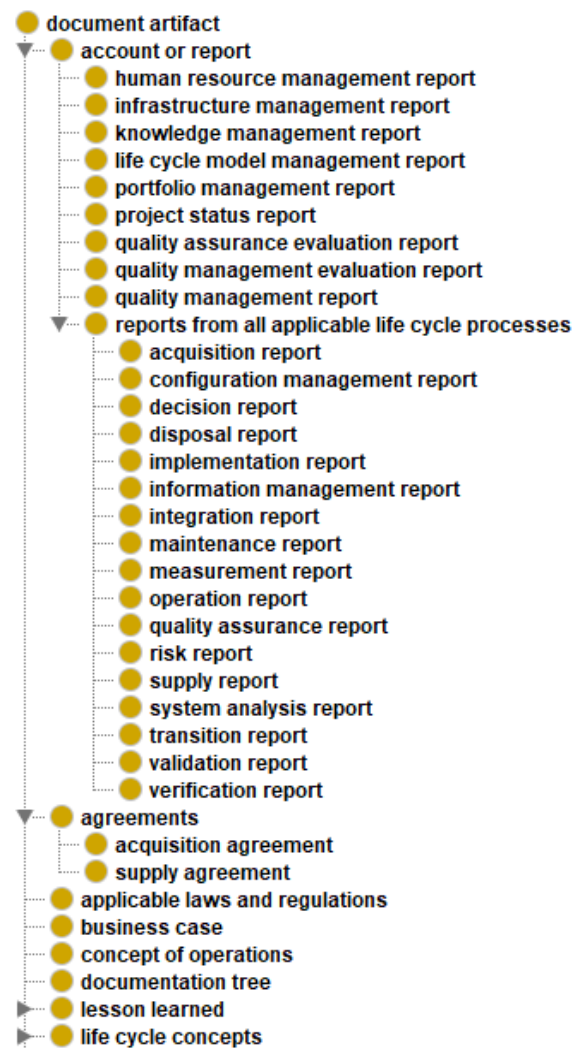 document artifact
account or report
human resource management report
infrastructure management report
knowledge management report
life cycle model management report
portfolio management report
project status report
quality assurance evaluation report
quality management evaluation report
quality management report
reports from all applicable life cycle processes
acquisition report
configuration management report
decision report
disposal report
implementation report
information management report
integration report
maintenance report
measurement report
operation report
quality assurance report
risk report
supply report
system analysis report
transition report
validation report
verification report
agreements
acquisition agreement
supply agreement
applicable laws and regulations
business case
concept of operations
documentation tree
lesson learned
life cycle concepts